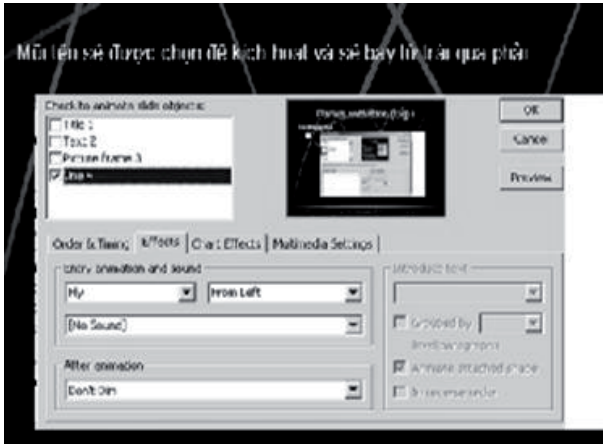 Mũi tên sẽ được chọn để kích hoạt và sẽ bay từ trái qua phải
Check to animate slide objects:
Title 1
Text 2
Picture frame 3
Line 4
OK
Cancel
Preview
Order & Timing
Effects
Chart Effects
Multimedia Settings
Entry animation and sound
Fly
From Left
[No Sound]
After animation
Don't Dim
Introduce text
Grouped by
level paragraphs
Animate attached shape
In reverse order